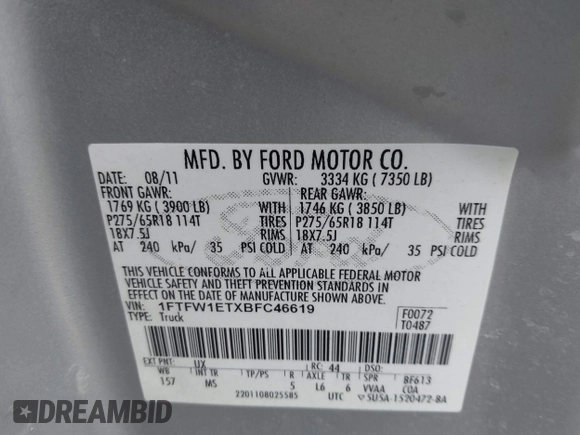 MFD. BY FORD MOTOR CO.
DATE: 08/11 GVWR: 3334 KG ( 7350 LB)
FRONT GAWR: REAR GAWR:
1769 KG ( 3900 LB) WITH 1746 KG ( 3850 LB) WITH
P275/65R18 114T TIRES P275/65R18 114T TIRES
18X7.5J RIMS 18X7.5J RIMS
AT 240 kPa/ 35 PSI COLD AT 240 kPa/ 35 PSI COLD
THIS VEHICLE CONFORMS TO ALL APPLICABLE FEDERAL MOTOR
VEHICLE SAFETY AND THEFT PREVENTION STANDARDS IN
EFFECT ON THE DATE OF MANUFACTURE SHOWN ABOVE.
VIN: 1FTFW1ETXBFC46619
TYPE: Truck
F0072
T0487
EXT PNT: UX RC: 44 DSO:
WB INT TR TP/PS R AXLE TR SPR BF613
157 MS 5 L6 6 VVAA COA
2201108025585 UTC ▽ SU5A-1520472-BA
DREAMBID
AUCTION INSIGHTS